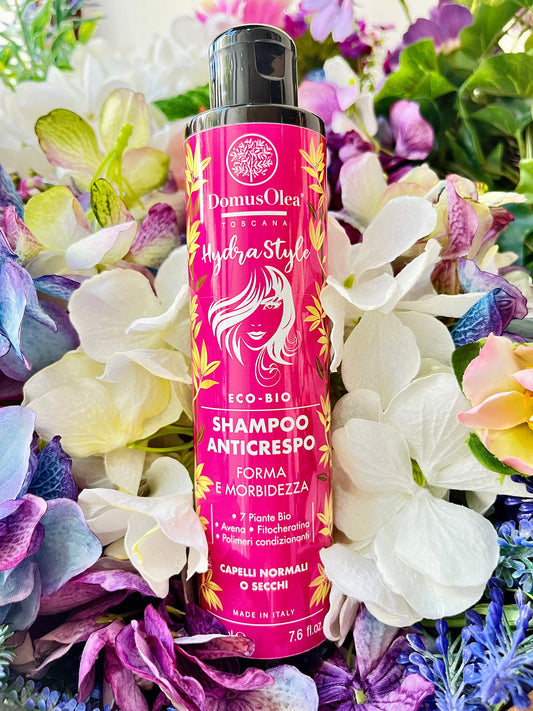 DomusOlea
TOSCANA
Hydra Style
ECO-BIO
SHAMPOO
ANTICRESPO
FORMA
E MORBIDEZZA
• 7 Piante Bio
• Avena • Fitocheratina
• Polimeri condizionanti
CAPELLI NORMALI
O SECCHI
MADE IN ITALY
7.6 fl.oz